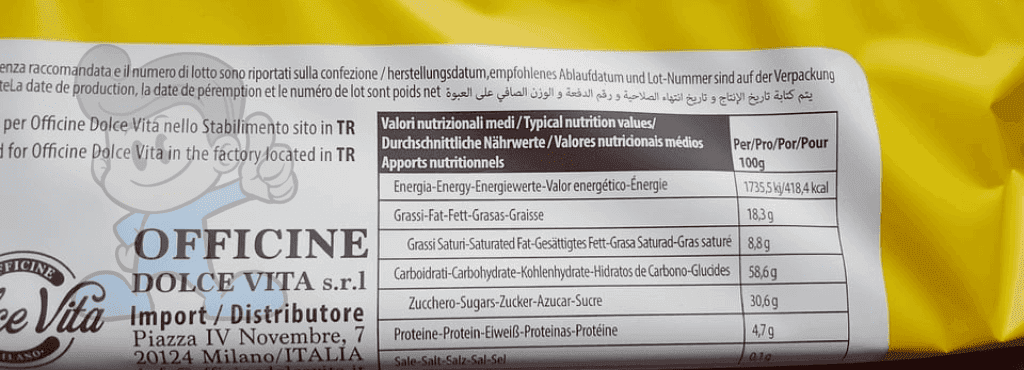 enza raccomandata e il numero di lotto sono riportati sulla confezione / herstellungsdatum,empfohlenes Ablaufdatum und Lot-Nummer sind auf der Verpackung
teLa date de production, la date de péremption et le numéro de lot sont poids net يتم كتابة تاريخ الإنتاج و تاريخ انتهاء الصلاحية و رقم الدفعة و الوزن الصافي على العبوة
per Officine Dolce Vita nello Stabilimento sito in TR
d for Officine Dolce Vita in the factory located in TR
OFFICINE
DOLCE VITA s.r.l
Import / Distributore
Piazza IV Novembre, 7
20124 Milano/ITALIA
FFICINE
ce Vita
Valori nutrizionali medi / Typical nutrition values/
Durchschnittliche Nährwerte / Valores nutricionais médios
Apports nutritionnels
Per/Pro/Por/Pour
100g
Energia-Energy-Energiewerte-Valor energético-Énergie 1735,5 kj/418,4 kcal
Grassi-Fat-Fett-Grasas-Graisse 18,3 g
Grassi Saturi-Saturated Fat-Gesättigtes Fett-Grasa Saturad-Gras saturé 8,8 g
Carboidrati-Carbohydrate-Kohlenhydrate-Hidratos de Carbono-Glucides 58,6 g
Zucchero-Sugars-Zucker-Azucar-Sucre 30,6 g
Proteine-Protein-Eiweiß-Proteinas-Protéine 4,7 g
Sale-Salt-Salz-Sal-Sel 0.1g